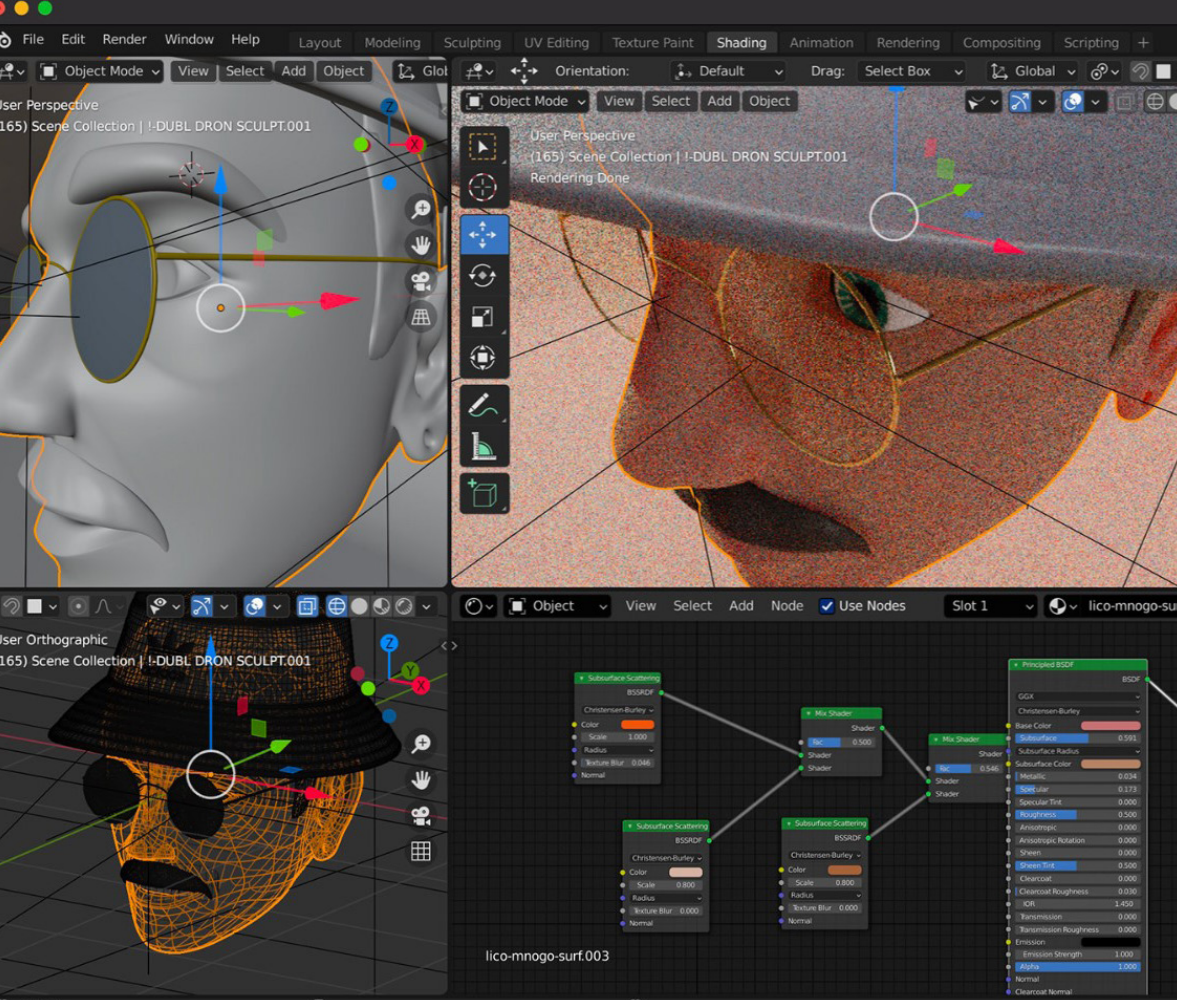 File Edit Render Window Help Layout Modeling Sculpting UV Editing Texture Paint Shading Animation Rendering Compositing Scripting +
Object Mode View Select Add Object
Orientation: Default Drag: Select Box Global
User Perspective
165) Scene Collection | !-DUBL DRON SCULPT.001
Z
X
Object Mode View Select Add Object
User Perspective
(165) Scene Collection | !-DUBL DRON SCULPT.001
Rendering Done
User Orthographic
165) Scene Collection | !-DUBL DRON SCULPT.001
Z
Y
X
Object View Select Add Node Use Nodes Slot 1 lico-mnogo-su
Subsurface Scattering
BSSRDF
Christensen-Burley
Color
Scale 1.000
Radius
Texture Blur 0.046
Normal
Subsurface Scattering
BSSRDF
Christensen-Burley
Color
Scale 0.800
Radius
Texture Blur 0.000
Normal
Mix Shader
Shader
Fac 0.500
Shader
Shader
Subsurface Scattering
BSSRDF
Christensen-Burley
Color
Scale 0.800
Radius
Texture Blur 0.000
Normal
Mix Shader
Shader
Fac 0.546
Shader
Shader
Principled BSDF
BSDF
GGX
Christensen-Burley
Base Color
Subsurface 0.591
Subsurface Radius
Subsurface Color
Metallic 0.034
Specular 0.173
Specular Tint 0.000
Roughness 0.500
Anisotropic 0.000
Anisotropic Rotation 0.000
Sheen 0.000
Sheen Tint 0.500
Clearcoat 0.000
Clearcoat Roughness 0.030
IOR 1.450
Transmission 0.000
Transmission Roughness 0.000
Emission
Emission Strength 1.000
Alpha 1.000
Normal
Clearcoat Normal
lico-mnogo-surf.003